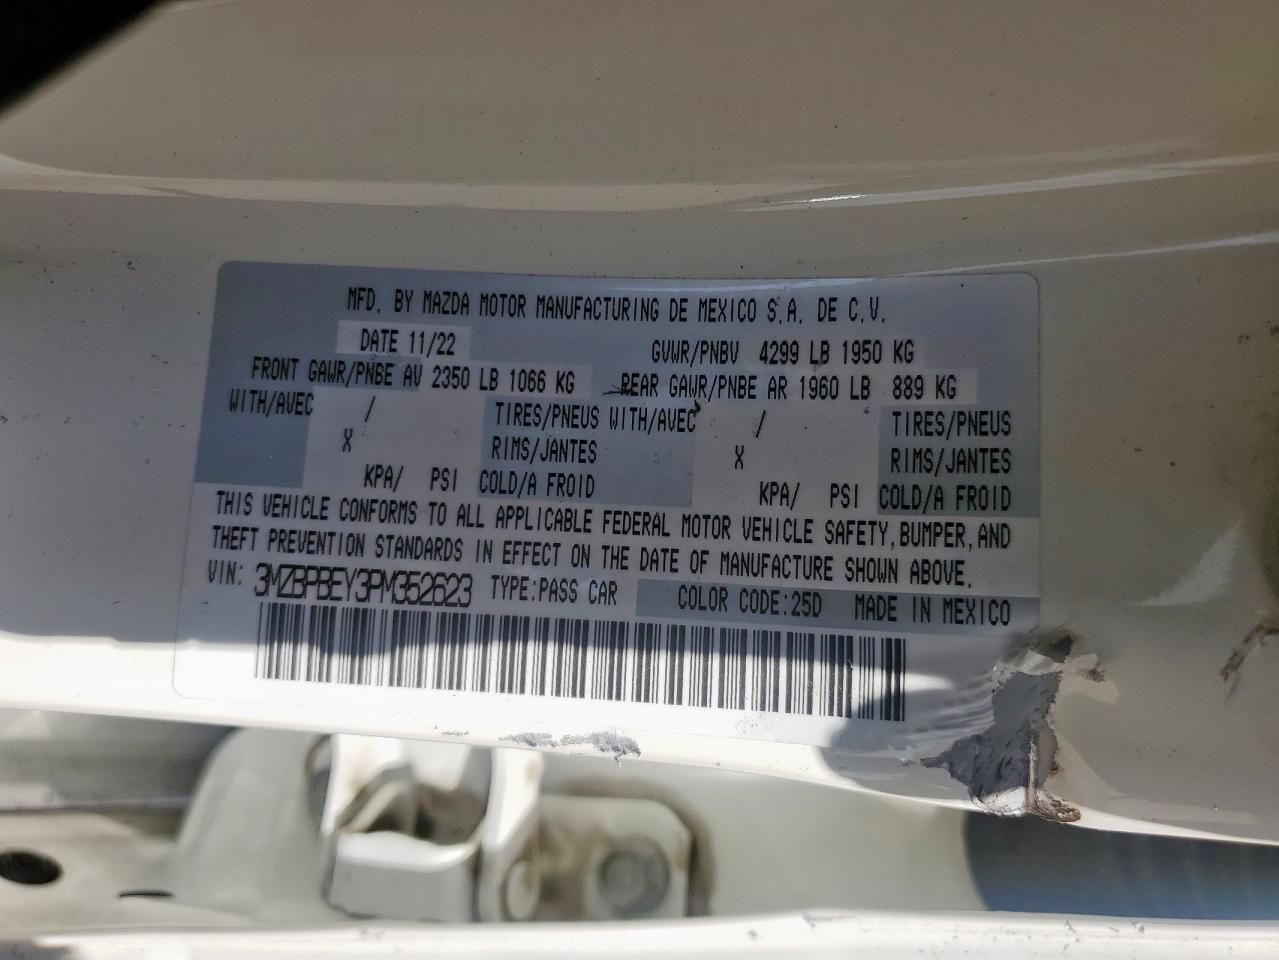 MFD. BY MAZDA MOTOR MANUFACTURING DE MEXICO S.A. DE C.V.
DATE 11/22 GVWR/PNBV 4299 LB 1950 KG
FRONT GAWR/PNBE AV 2350 LB 1066 KG REAR GAWR/PNBE AR 1960 LB 889 KG
WITH/AVEC / TIRES/PNEUS WITH/AVEC / TIRES/PNEUS
X RIMS/JANTES X RIMS/JANTES
KPA/ PSI COLD/A FROID KPA/ PSI COLD/A FROID
THIS VEHICLE CONFORMS TO ALL APPLICABLE FEDERAL MOTOR VEHICLE SAFETY, BUMPER, AND
THEFT PREVENTION STANDARDS IN EFFECT ON THE DATE OF MANUFACTURE SHOWN ABOVE.
VIN: 3MZBPBEY3PM352623 TYPE:PASS CAR COLOR CODE:25D MADE IN MEXICO